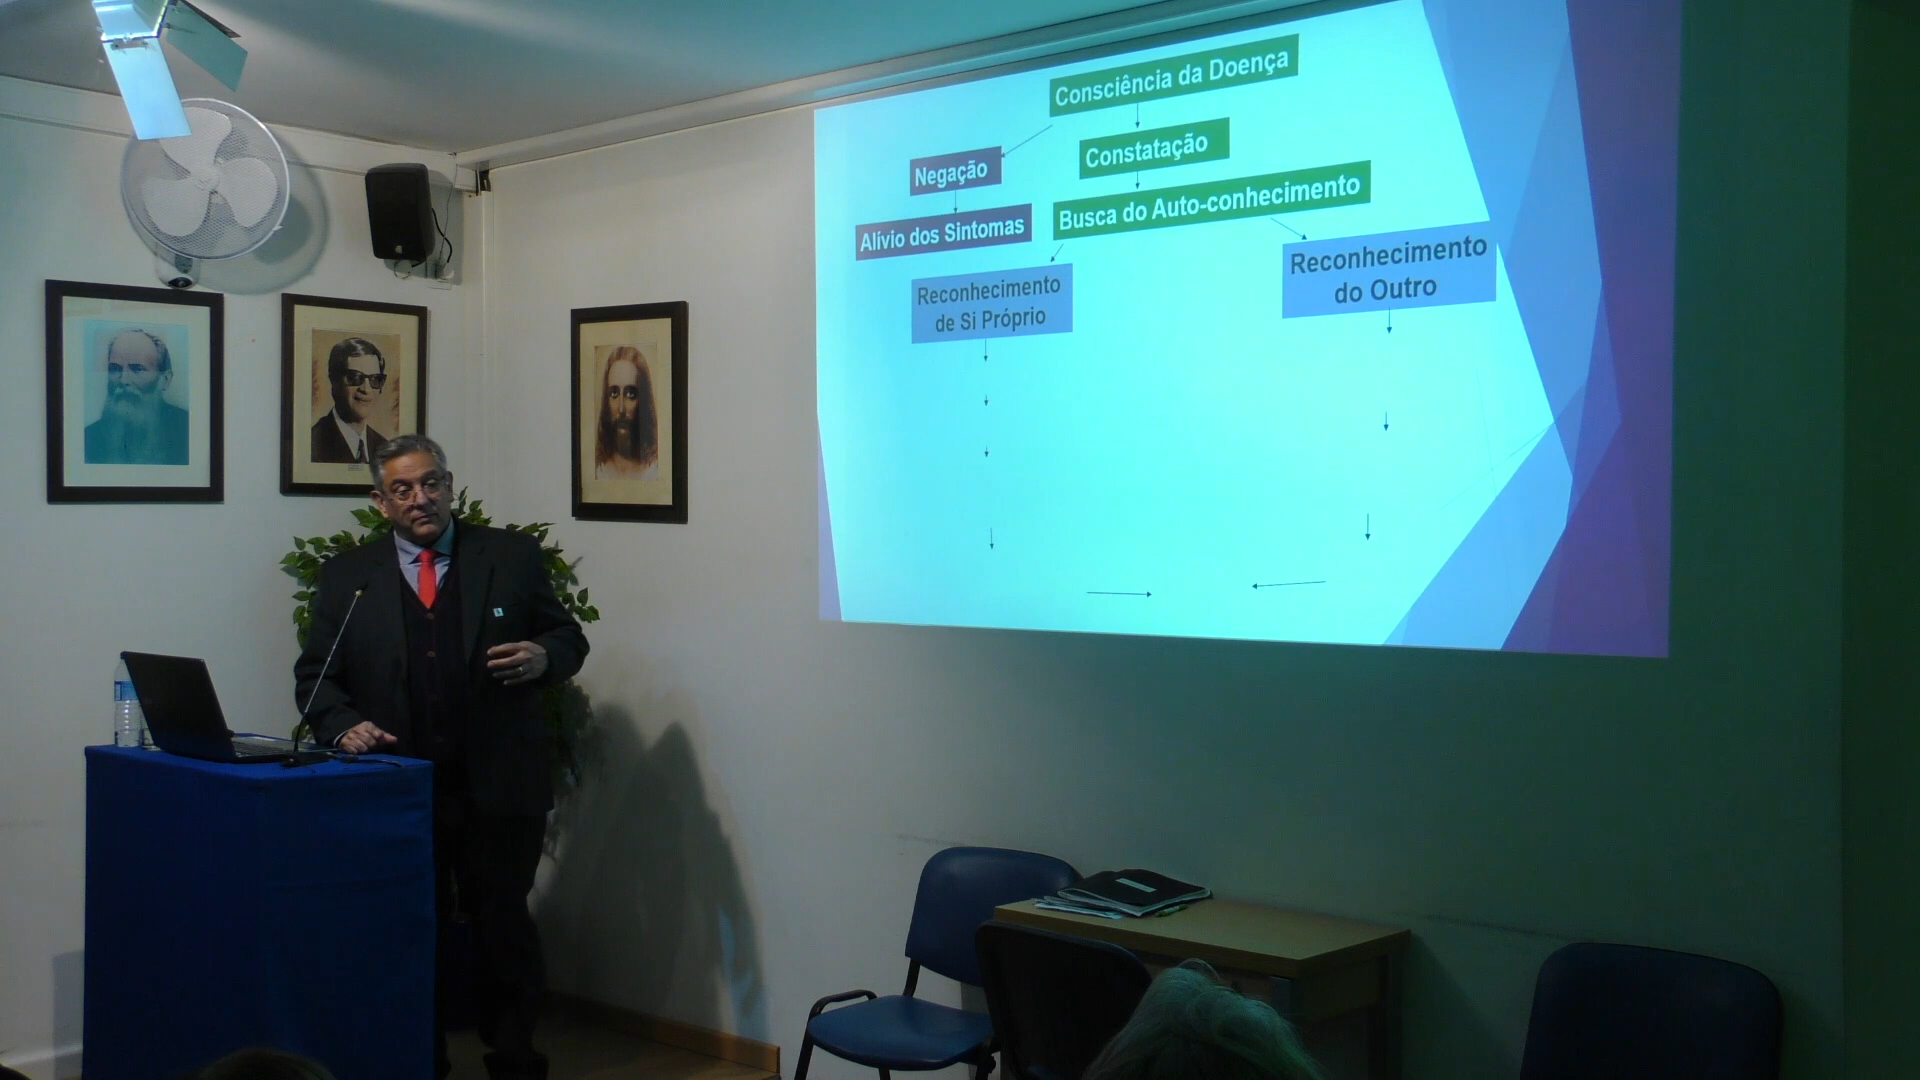 Consciência da Doença
Constatação
Negação
Busca do Auto-conhecimento
Alívio dos Sintomas
Reconhecimento
de Si Próprio
Reconhecimento
do Outro